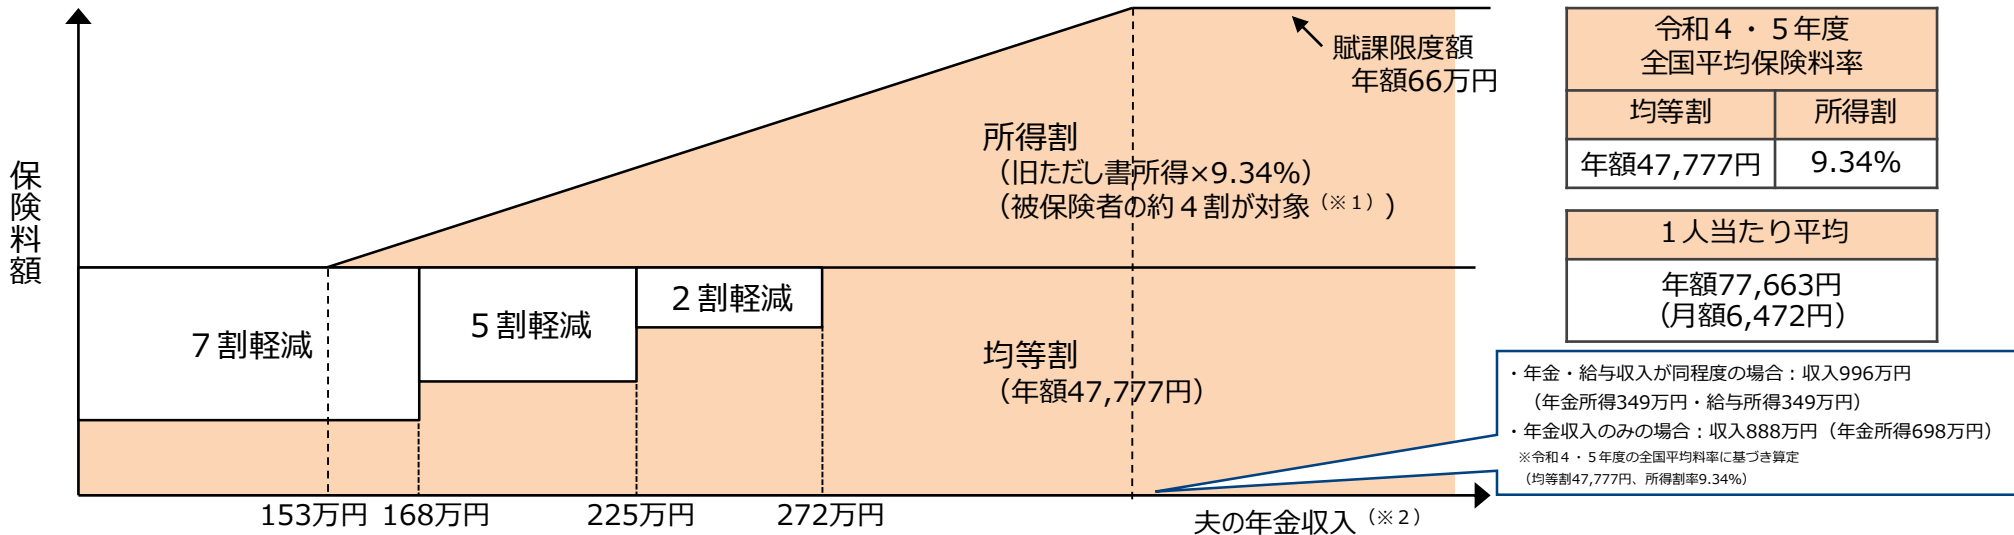 保険料額
賦課限度額
年額66万円
所得割
（旧ただし書所得×9.34%）
（被保険者の約４割が対象（※１））
７割軽減
５割軽減
２割軽減
均等割
（年額47,777円）
153万円
168万円
225万円
272万円
夫の年金収入（※２）
令和４・５年度
全国平均保険料率
均等割
所得割
年額47,777円
9.34%
１人当たり平均
年額77,663円
（月額6,472円）
・年金・給与収入が同程度の場合：収入996万円
（年金所得349万円・給与所得349万円）
・年金収入のみの場合：収入888万円（年金所得698万円）
※令和４・５年度の全国平均料率に基づき算定
（均等割47,777円、所得割率9.34%）